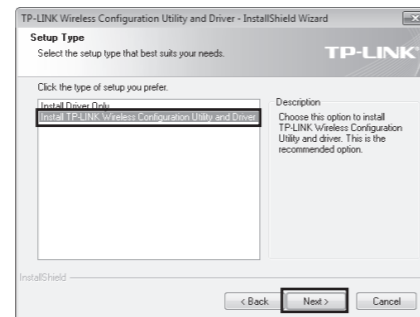 TP-LINK Wireless Configuration Utility and Driver - InstallShield Wizard
Setup Type
Select the setup type that best suits your needs.
TP-LINK
Click the type of setup you prefer.
Install Driver Only
Install TP-LINK Wireless Configuration Utility and Driver
Description
Choose this option to install
TP-LINK Wireless Configuration
Utility and driver. This is the
recommended option.
InstallShield
< Back
Next >
Cancel